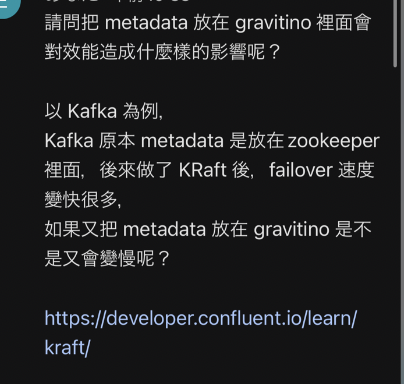 請問把 metadata 放在 gravitino 裡面會
對效能造成什麼樣的影響呢？
以 Kafka 為例,
Kafka 原本 metadata 是放在 zookeeper
裡面, 後來做了 KRaft 後, failover 速度
變快很多,
如果又把 metadata 放在 gravitino 是不
是又會變慢呢？
https://developer.confluent.io/learn/
kraft/